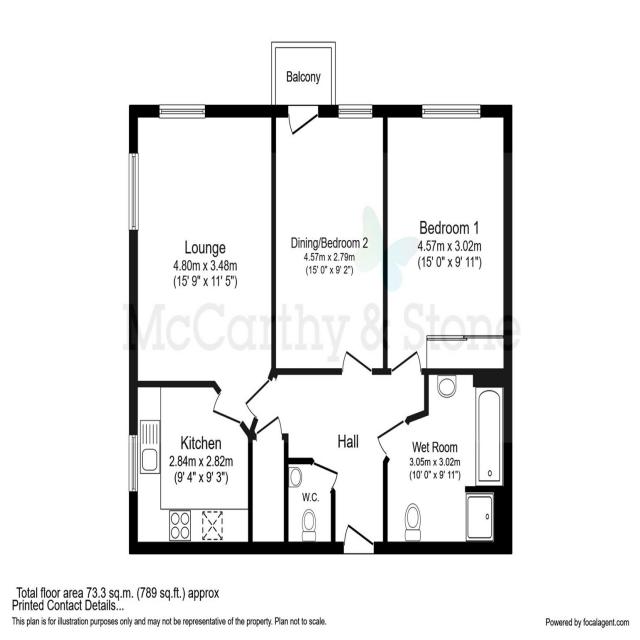 Balcony
Lounge
4.80m x 3.48m
(15' 9" x 11' 5")
Dining/Bedroom 2
4.57m x 2.79m
(15' 0" x 9' 2")
Bedroom 1
4.57m x 3.02m
(15' 0" x 9' 11")
McCarthy & Stone
Kitchen
2.84m x 2.82m
(9' 4" x 9' 3")
Hall
Wet Room
3.05m x 3.02m
(10' 0" x 9' 11")
W.C.
Total floor area 73.3 sq.m. (789 sq.ft.) approx
Printed Contact Details...
This plan is for illustration purposes only and may not be representative of the property. Plan not to scale.
Powered by focalagent.com